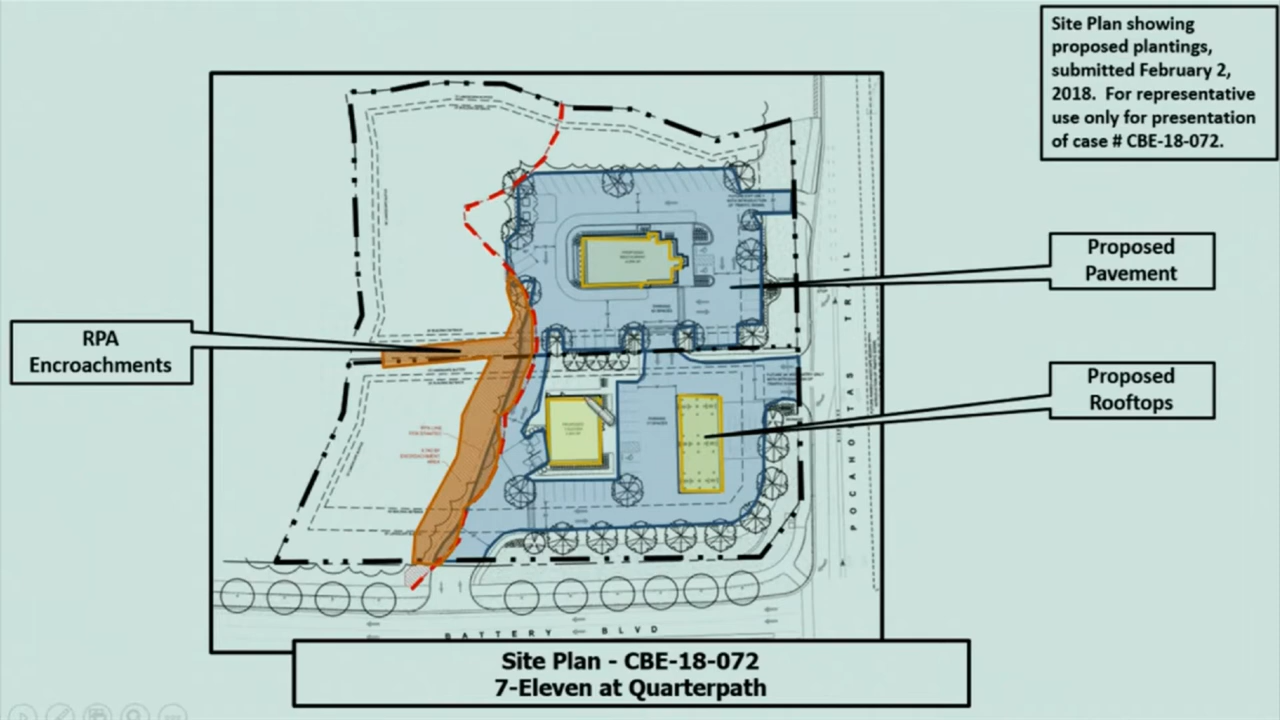 Site Plan showing
proposed plantings,
submitted February 2,
2018. For representative
use only for presentation
of case # CBE-18-072.
Proposed
Pavement
RPA
Encroachments
Proposed
Rooftops
POCAHONTAS TRAIL
BATTERY BLVD
Site Plan - CBE-18-072
7-Eleven at Quarterpath